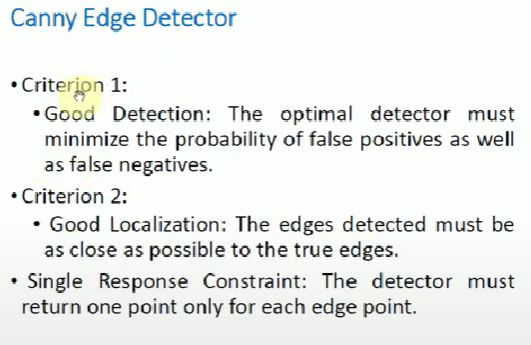 Canny Edge Detector
• Criterion 1:
• Good Detection: The optimal detector must
minimize the probability of false positives as well
as false negatives.
• Criterion 2:
• Good Localization: The edges detected must be
as close as possible to the true edges.
• Single Response Constraint: The detector must
return one point only for each edge point.